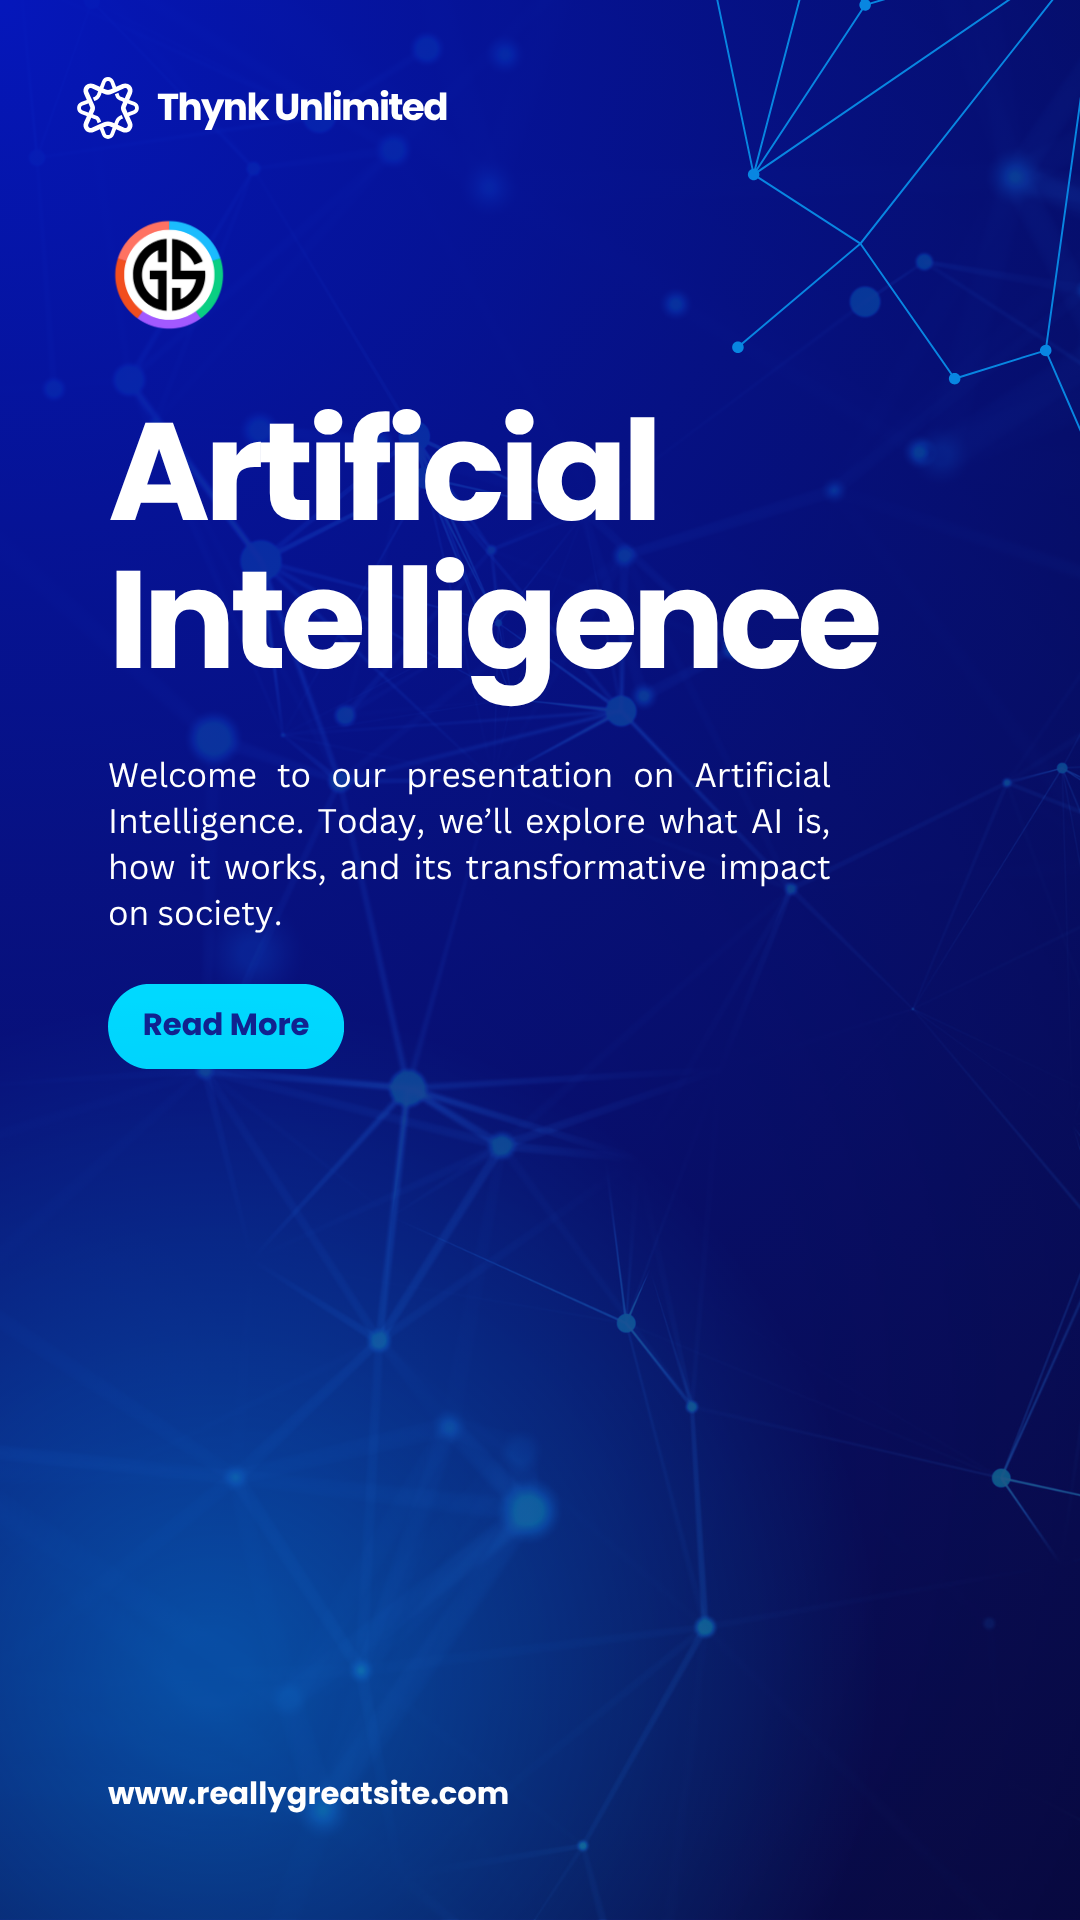 Thynk Unlimited
GS
Artificial
Intelligence
Welcome to our presentation on Artificial
Intelligence. Today, we’ll explore what AI is,
how it works, and its transformative impact
on society.
Read More
www.reallygreatsite.com